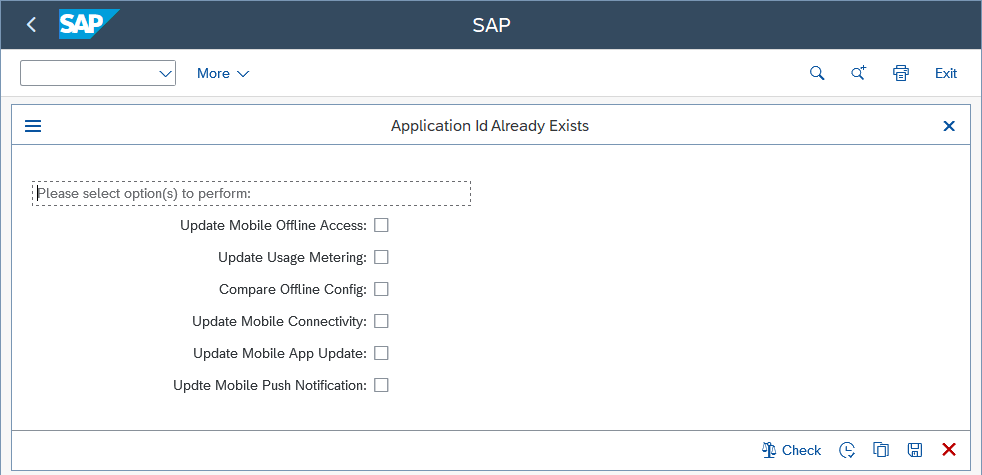 SAP
SAP
More
Exit
Application Id Already Exists
Please select option(s) to perform:
Update Mobile Offline Access:
Update Usage Metering:
Compare Offline Config:
Update Mobile Connectivity:
Update Mobile App Update:
Updte Mobile Push Notification:
Check